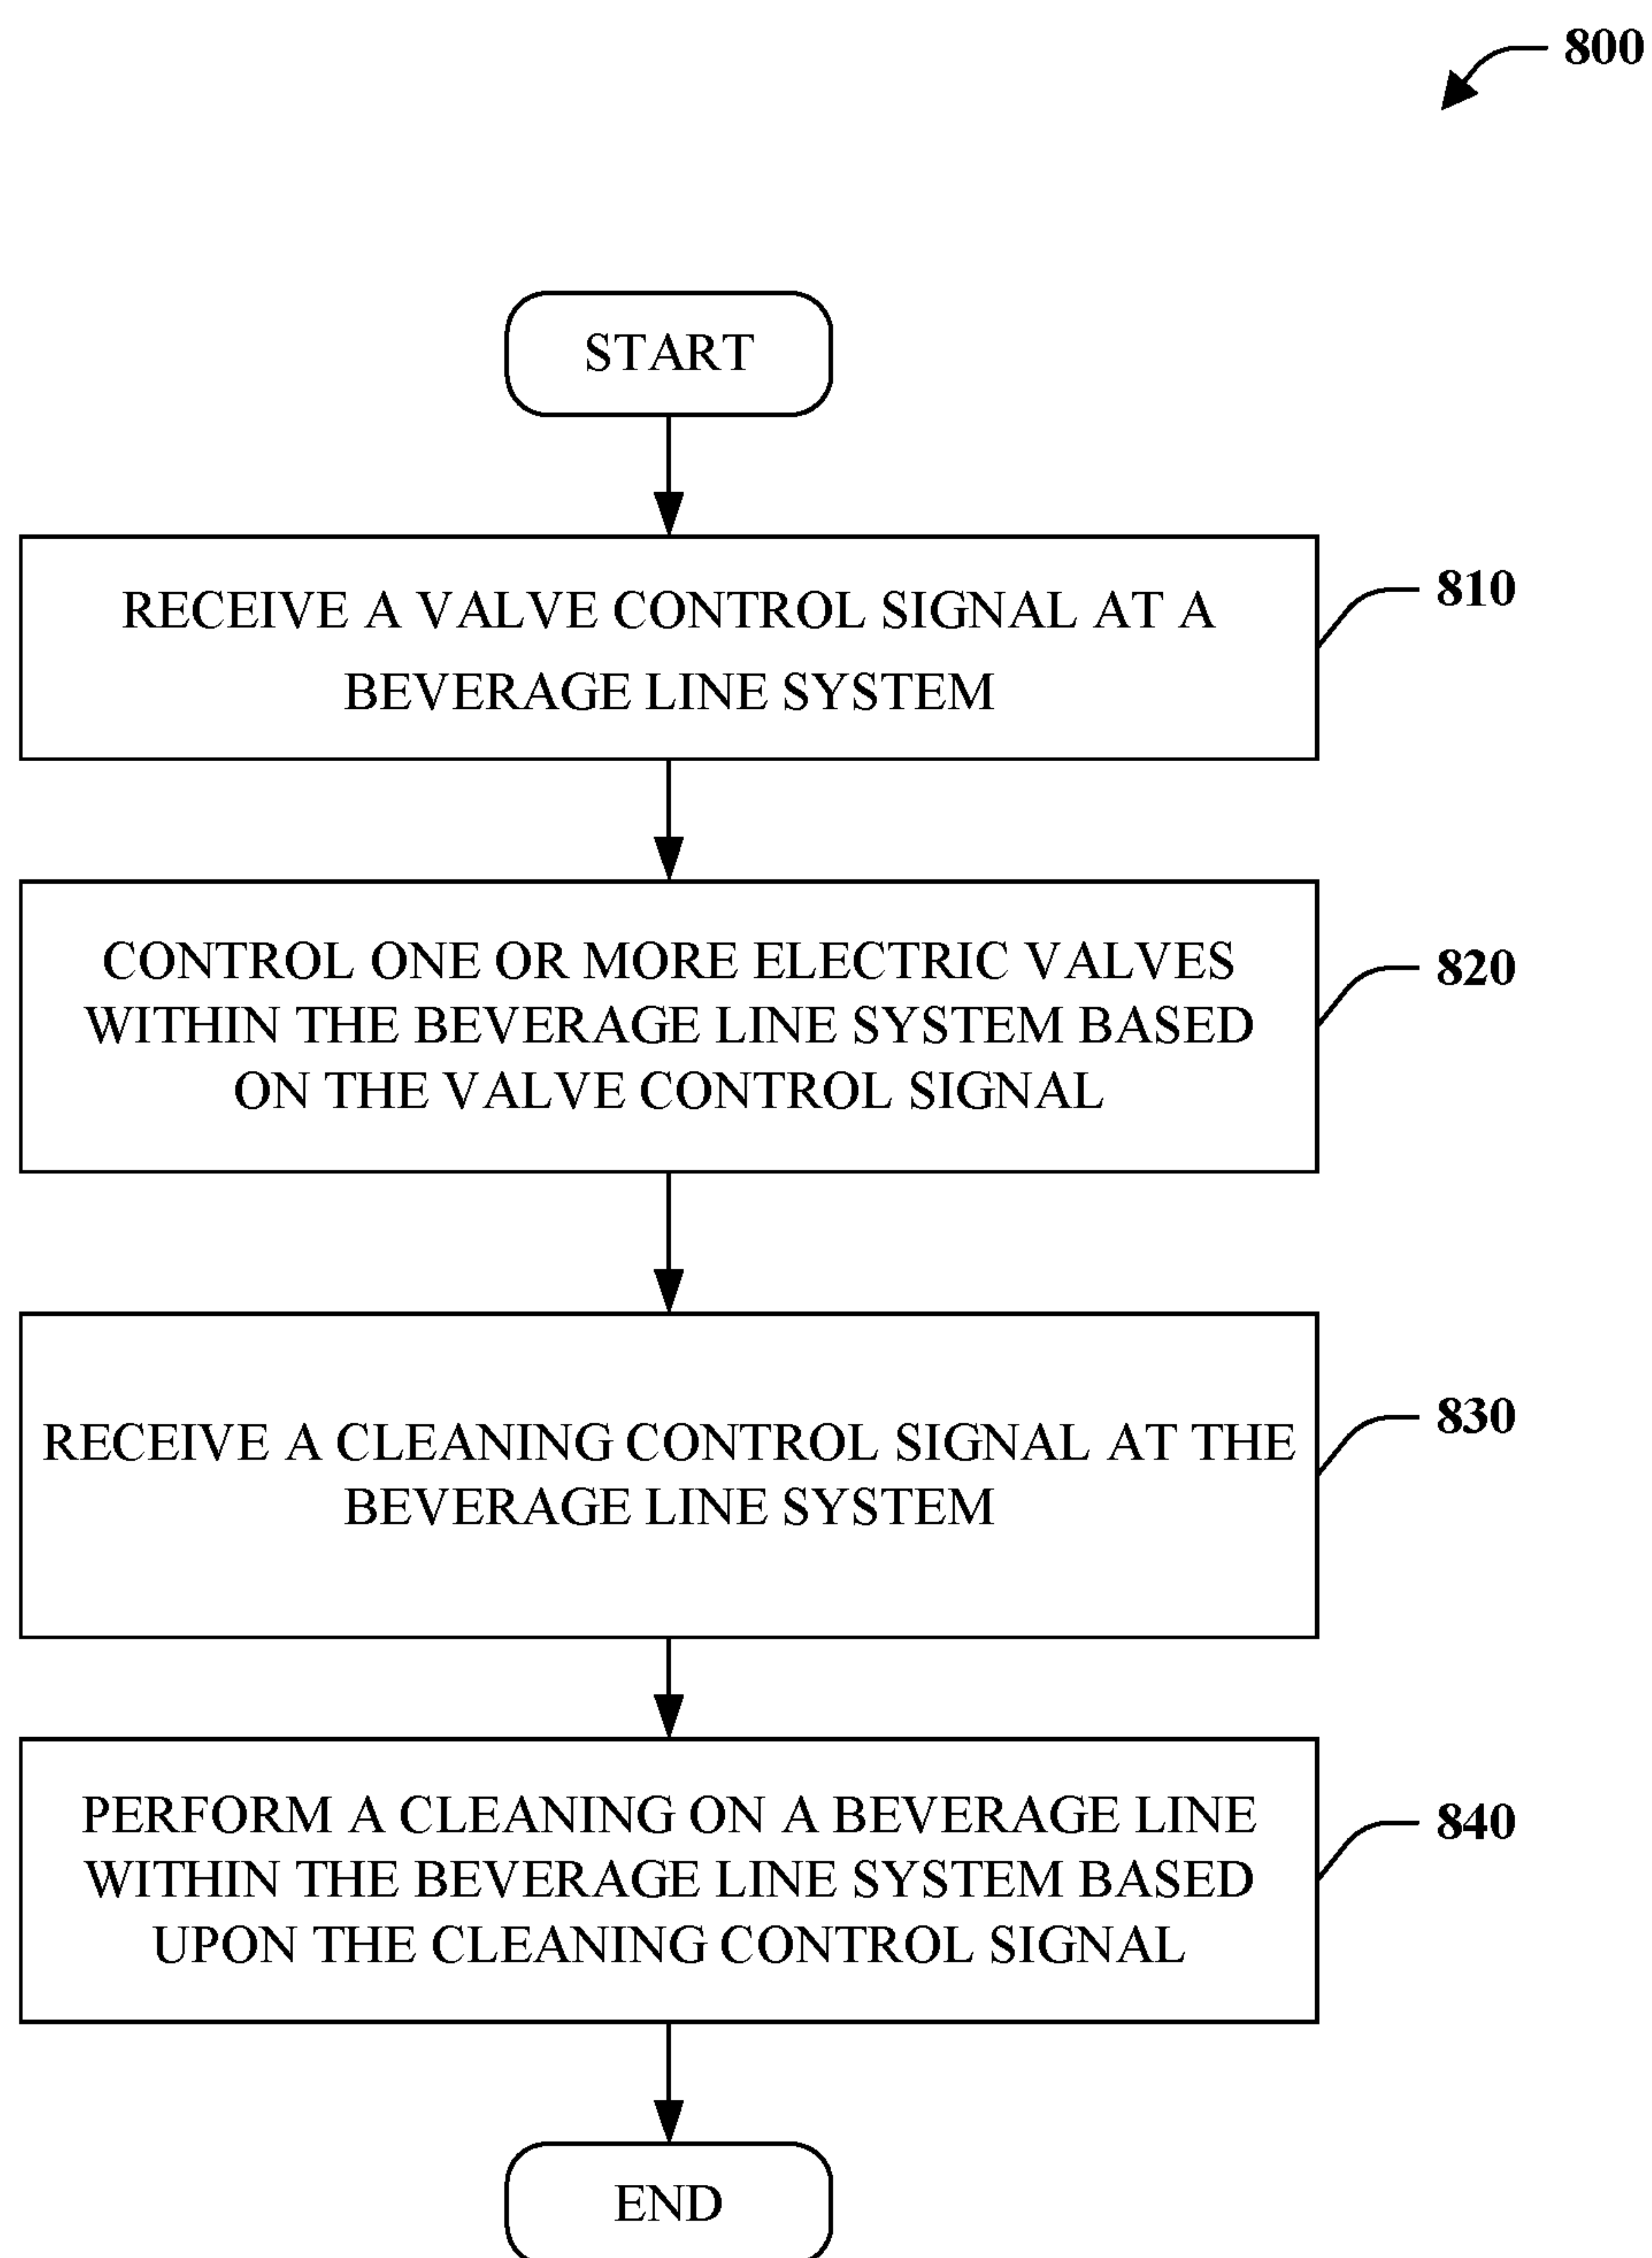 800
START
RECEIVE A VALVE CONTROL SIGNAL AT A
BEVERAGE LINE SYSTEM
810
CONTROL ONE OR MORE ELECTRIC VALVES
WITHIN THE BEVERAGE LINE SYSTEM BASED
ON THE VALVE CONTROL SIGNAL
820
RECEIVE A CLEANING CONTROL SIGNAL AT THE
BEVERAGE LINE SYSTEM
830
PERFORM A CLEANING ON A BEVERAGE LINE
WITHIN THE BEVERAGE LINE SYSTEM BASED
UPON THE CLEANING CONTROL SIGNAL
840
END